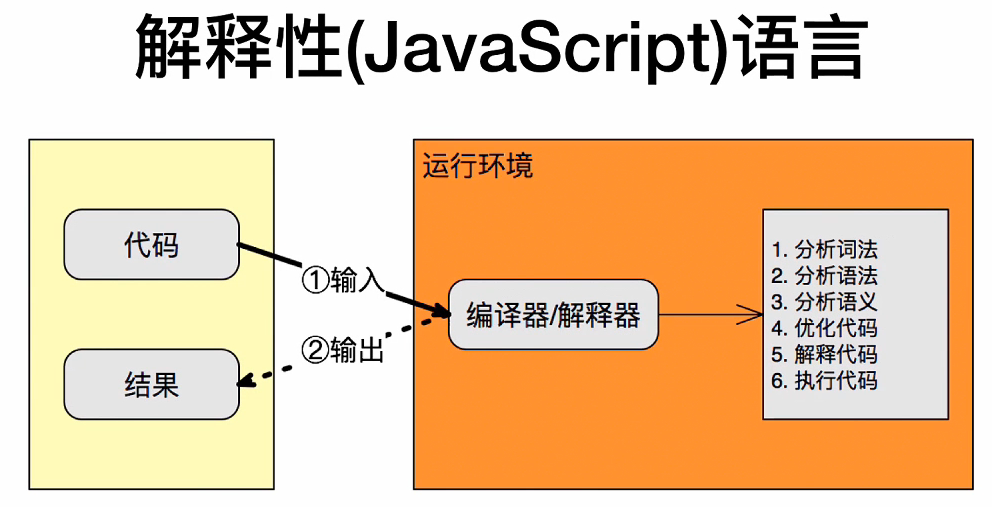 解释性(JavaScript)语言
运行环境
代码
①输入
编译器/解释器
②输出
结果
1. 分析词法
2. 分析语法
3. 分析语义
4. 优化代码
5. 解释代码
6. 执行代码